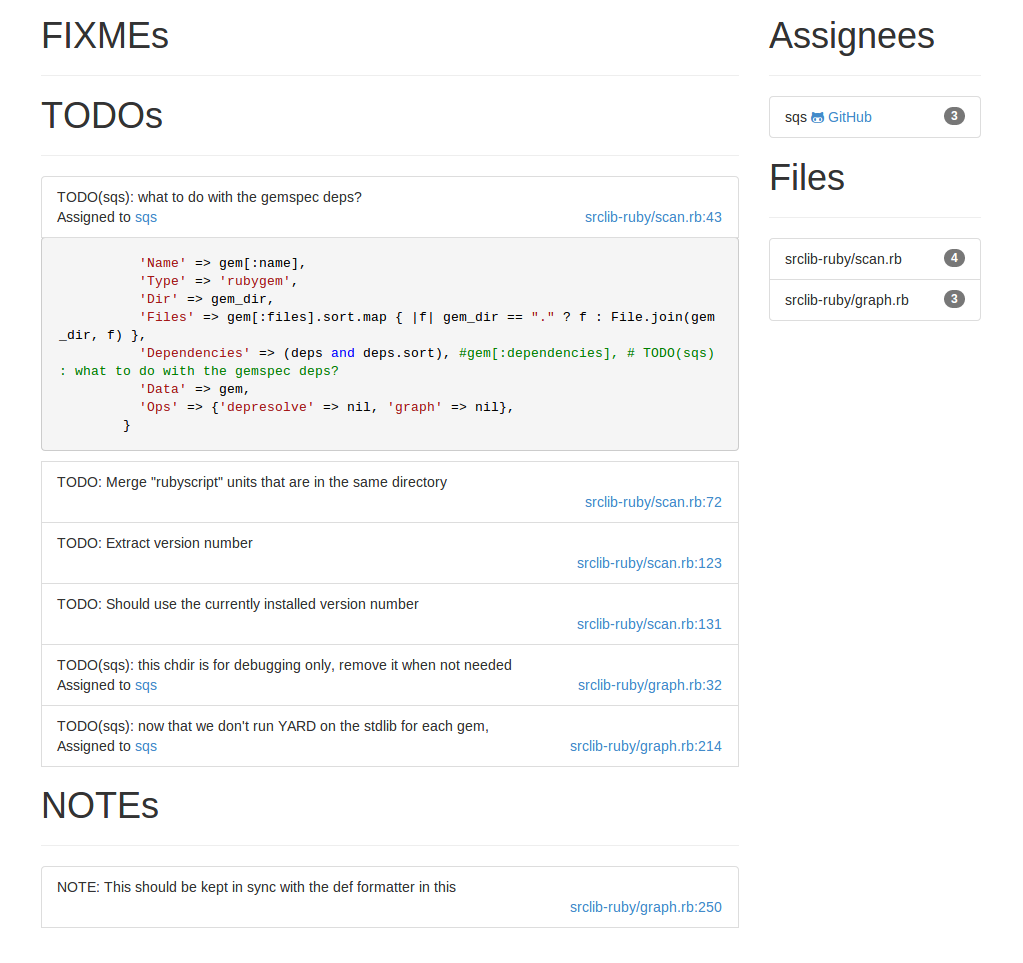 FIXMEs
TODOs
TODO(sqs): what to do with the gemspec deps?
Assigned to sqs
srclib-ruby/scan.rb:43
'Name' => gem[:name],
'Type' => 'rubygem',
'Dir' => gem_dir,
'Files' => gem[:files].sort.map { |f| gem_dir == "." ? f : File.join(gem
_dir, f) },
'Dependencies' => (deps and deps.sort), #gem[:dependencies], # TODO(sqs)
: what to do with the gemspec deps?
'Data' => gem,
'Ops' => {'depresolve' => nil, 'graph' => nil},
}
TODO: Merge "rubyscript" units that are in the same directory
srclib-ruby/scan.rb:72
TODO: Extract version number
srclib-ruby/scan.rb:123
TODO: Should use the currently installed version number
srclib-ruby/scan.rb:131
TODO(sqs): this chdir is for debugging only, remove it when not needed
Assigned to sqs
srclib-ruby/graph.rb:32
TODO(sqs): now that we don't run YARD on the stdlib for each gem,
Assigned to sqs
srclib-ruby/graph.rb:214
NOTEs
NOTE: This should be kept in sync with the def formatter in this
srclib-ruby/graph.rb:250
Assignees
sqs GitHub 3
Files
srclib-ruby/scan.rb 4
srclib-ruby/graph.rb 3